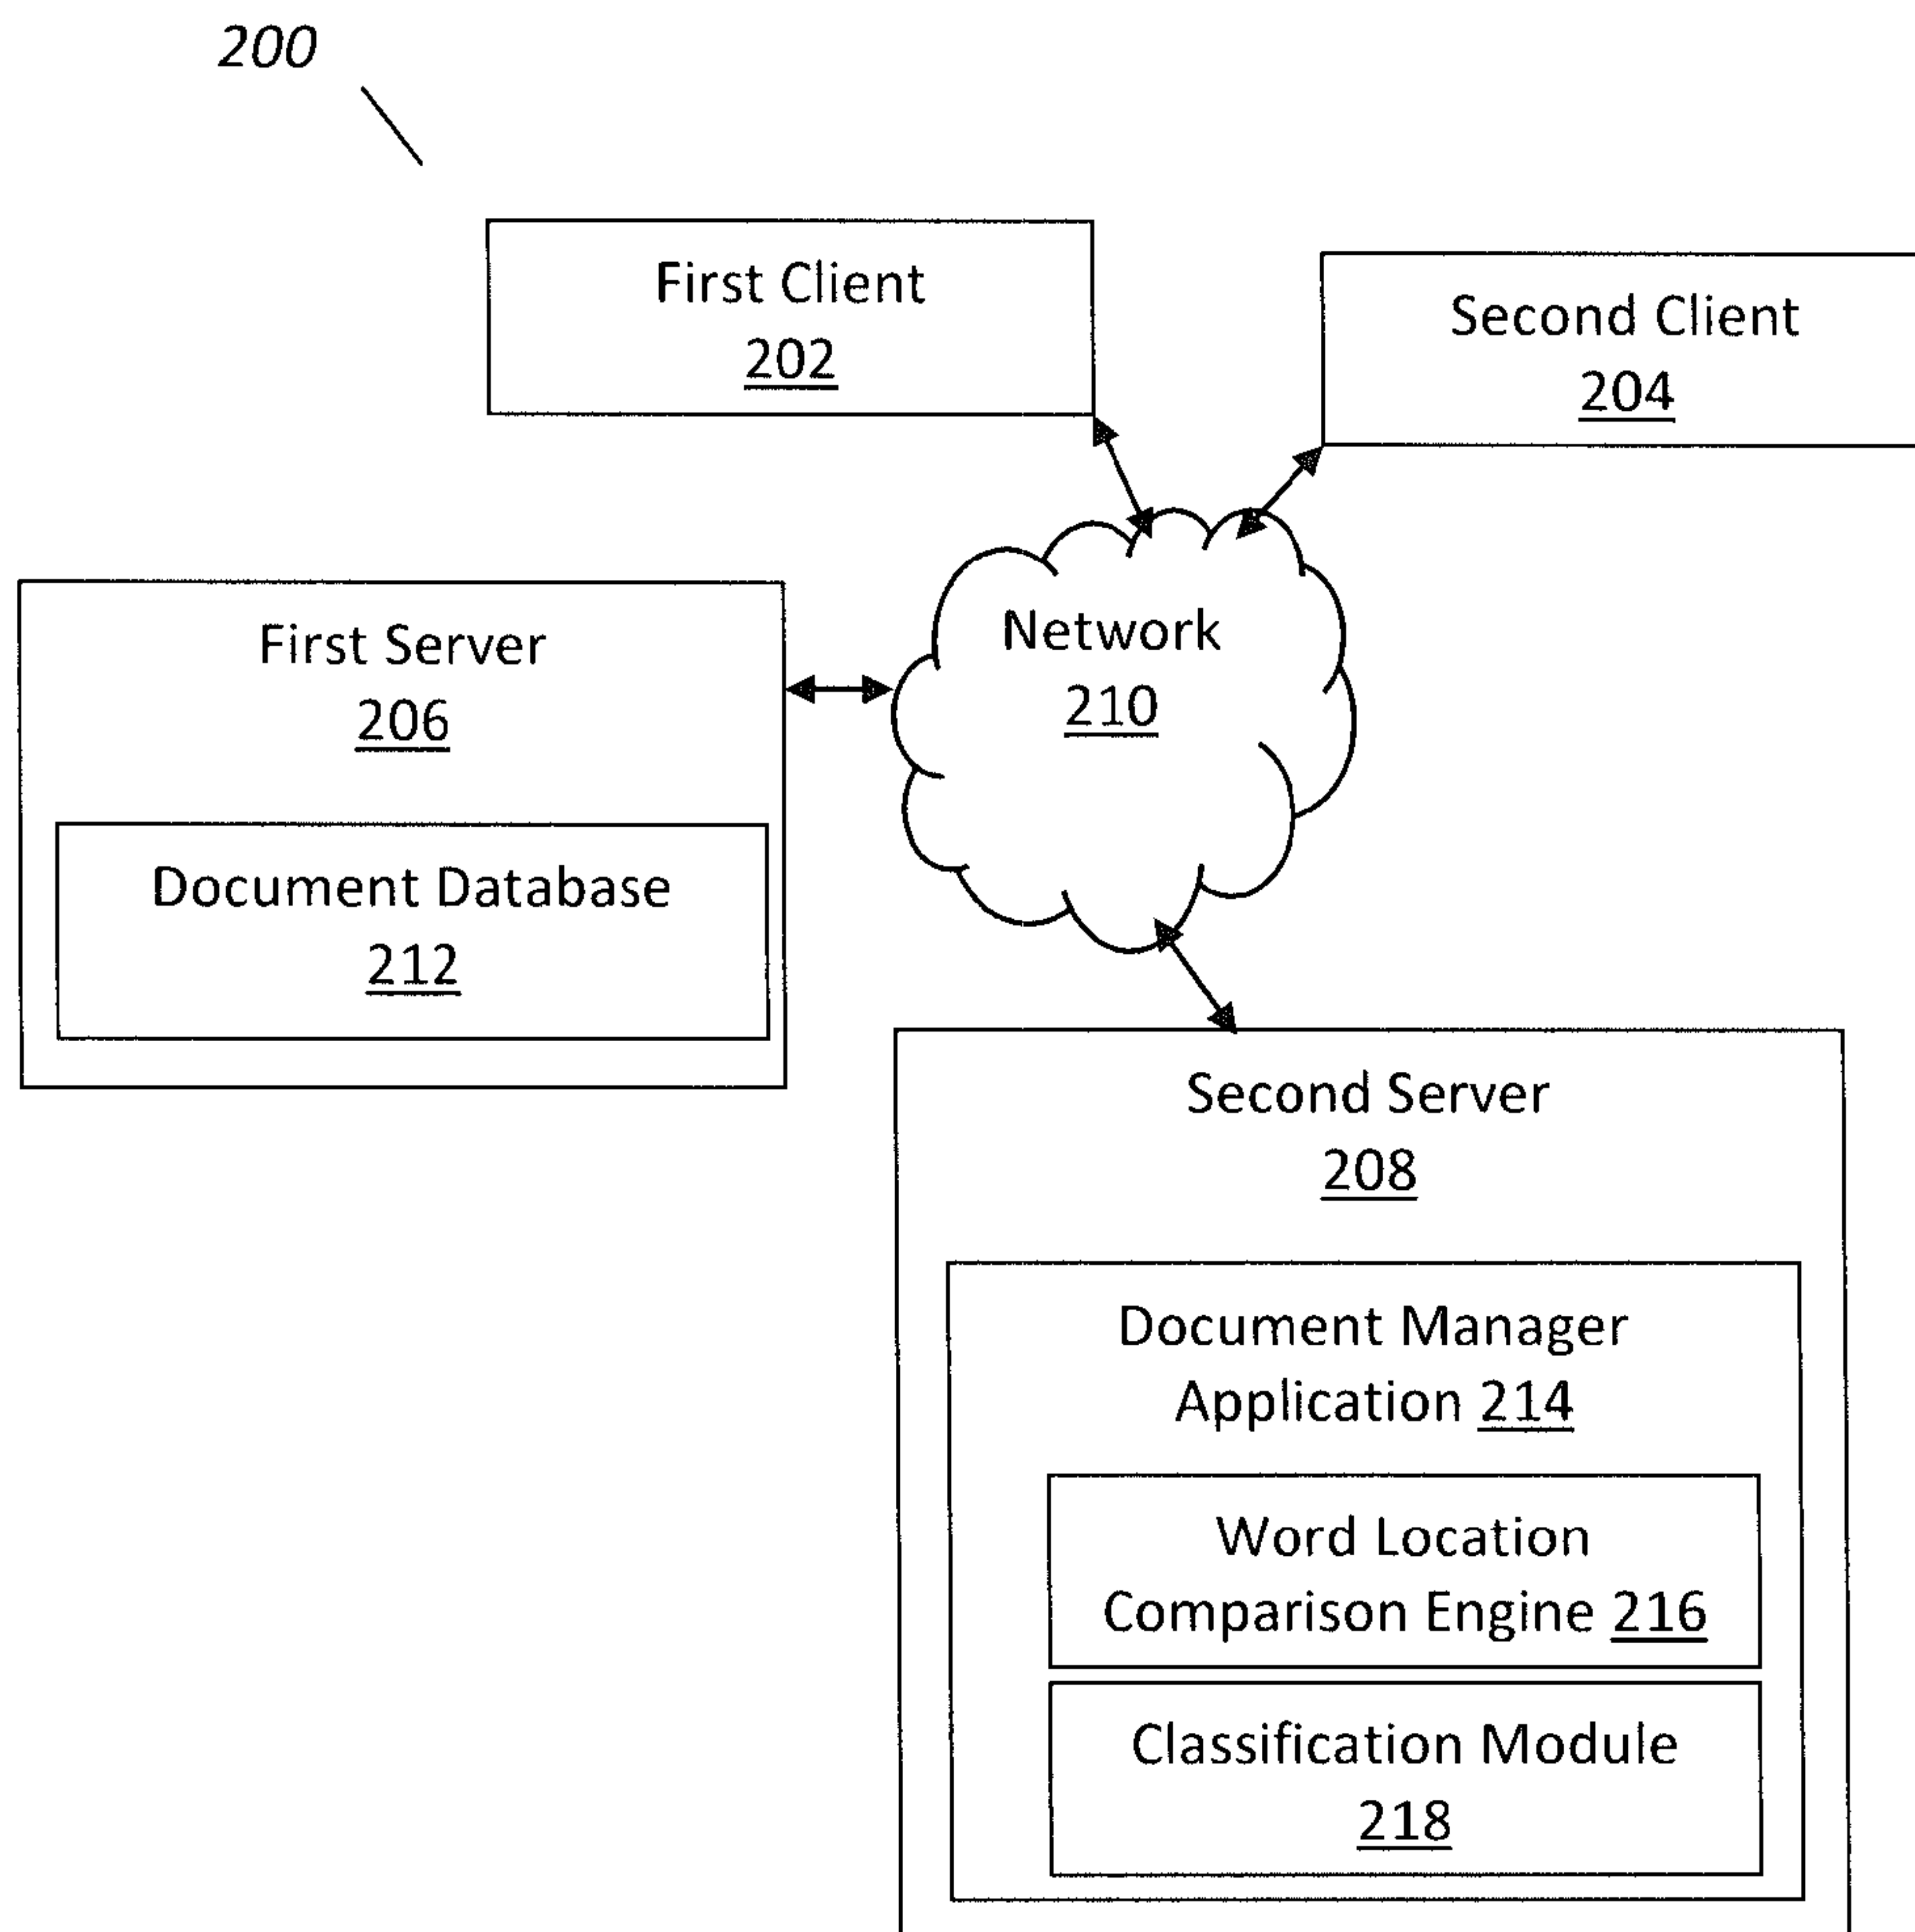 200
First Client
202
Second Client
204
Network
210
First Server
206
Document Database
212
Second Server
208
Document Manager
Application 214
Word Location
Comparison Engine 216
Classification Module
218